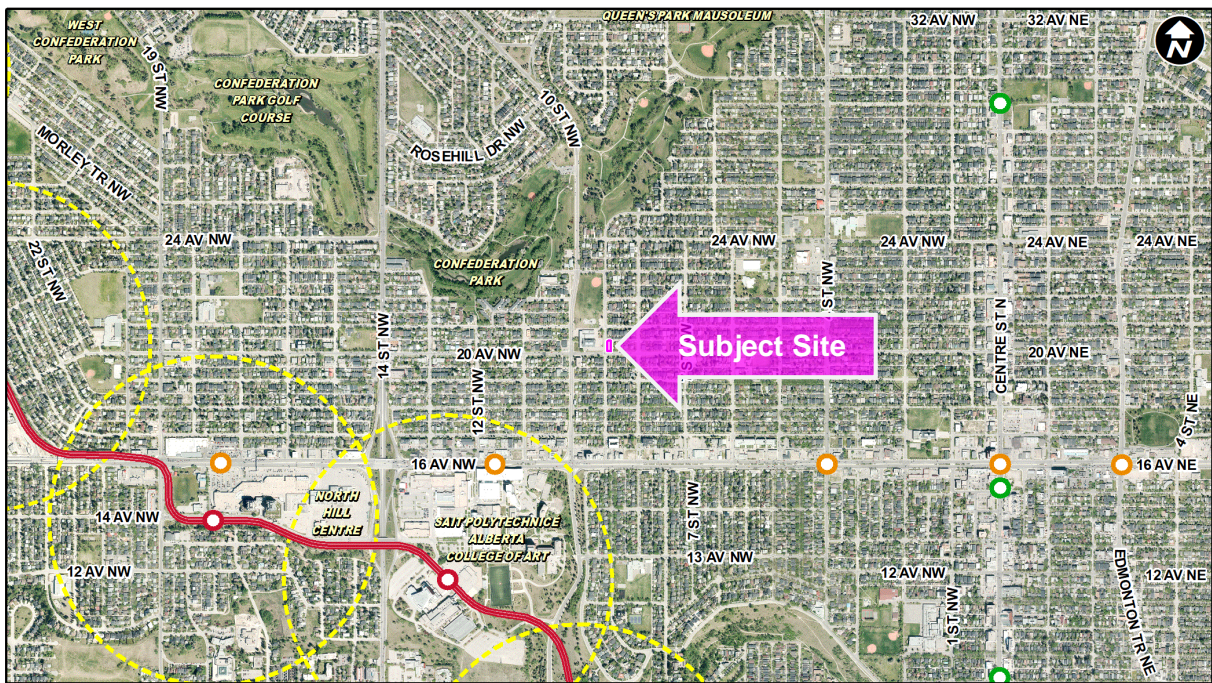 WEST
CONFEDERATION
PARK
19 ST NW
QUEEN'S PARK MAUSOLEUM
32 AV NW
32 AV NE
N
CONFEDERATION
PARK GOLF
COURSE
10 ST NW
MORLEY TR NW
ROSEHILL DR NW
22 ST NW
24 AV NW
24 AV NW
24 AV NW
24 AV NE
24 AV NE
CONFEDERATION
PARK
14 ST NW
ST NW
CENTRE ST N
Subject Site
20 AV NW
20 AV NE
12 ST NW
4 ST NE
16 AV NW
16 AV NE
NORTH
HILL
CENTRE
14 AV NW
SAIT POLYTECHNICE
ALBERTA
COLLEGE OF ART
7 ST NW
13 AV NW
12 AV NW
12 AV NW
12 AV NE
1 ST NW
EDMONTON TR NE